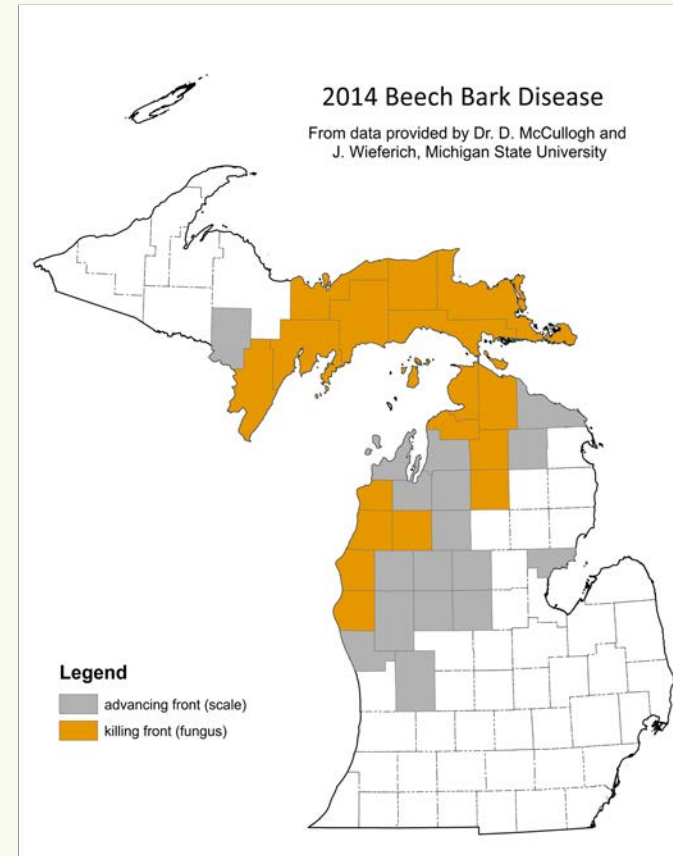 2014 Beech Bark Disease
From data provided by Dr. D. McCullogh and
J. Wieferich, Michigan State University
Legend
advancing front (scale)
killing front (fungus)